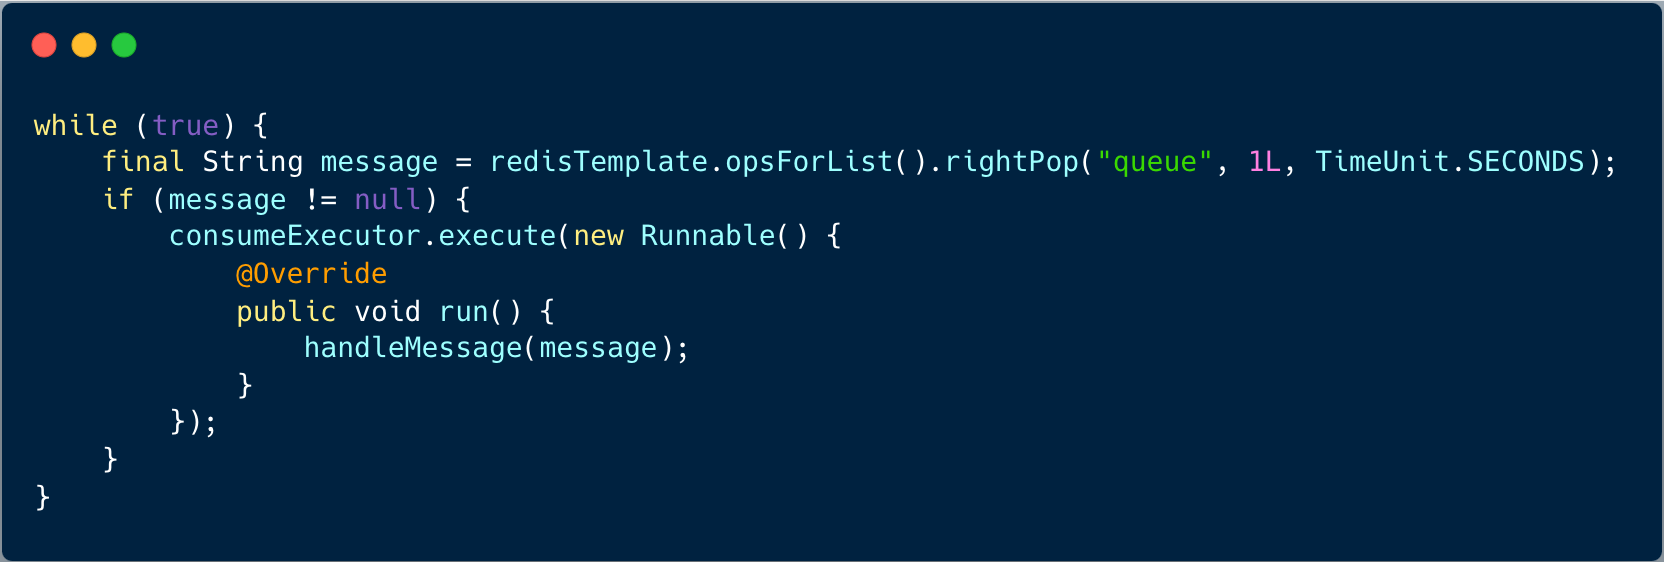 while (true) {
    final String message = redisTemplate.opsForList().rightPop("queue", 1L, TimeUnit.SECONDS);
    if (message != null) {
        consumeExecutor.execute(new Runnable() {
            @Override
            public void run() {
                handleMessage(message);
            }
        });
    }
}